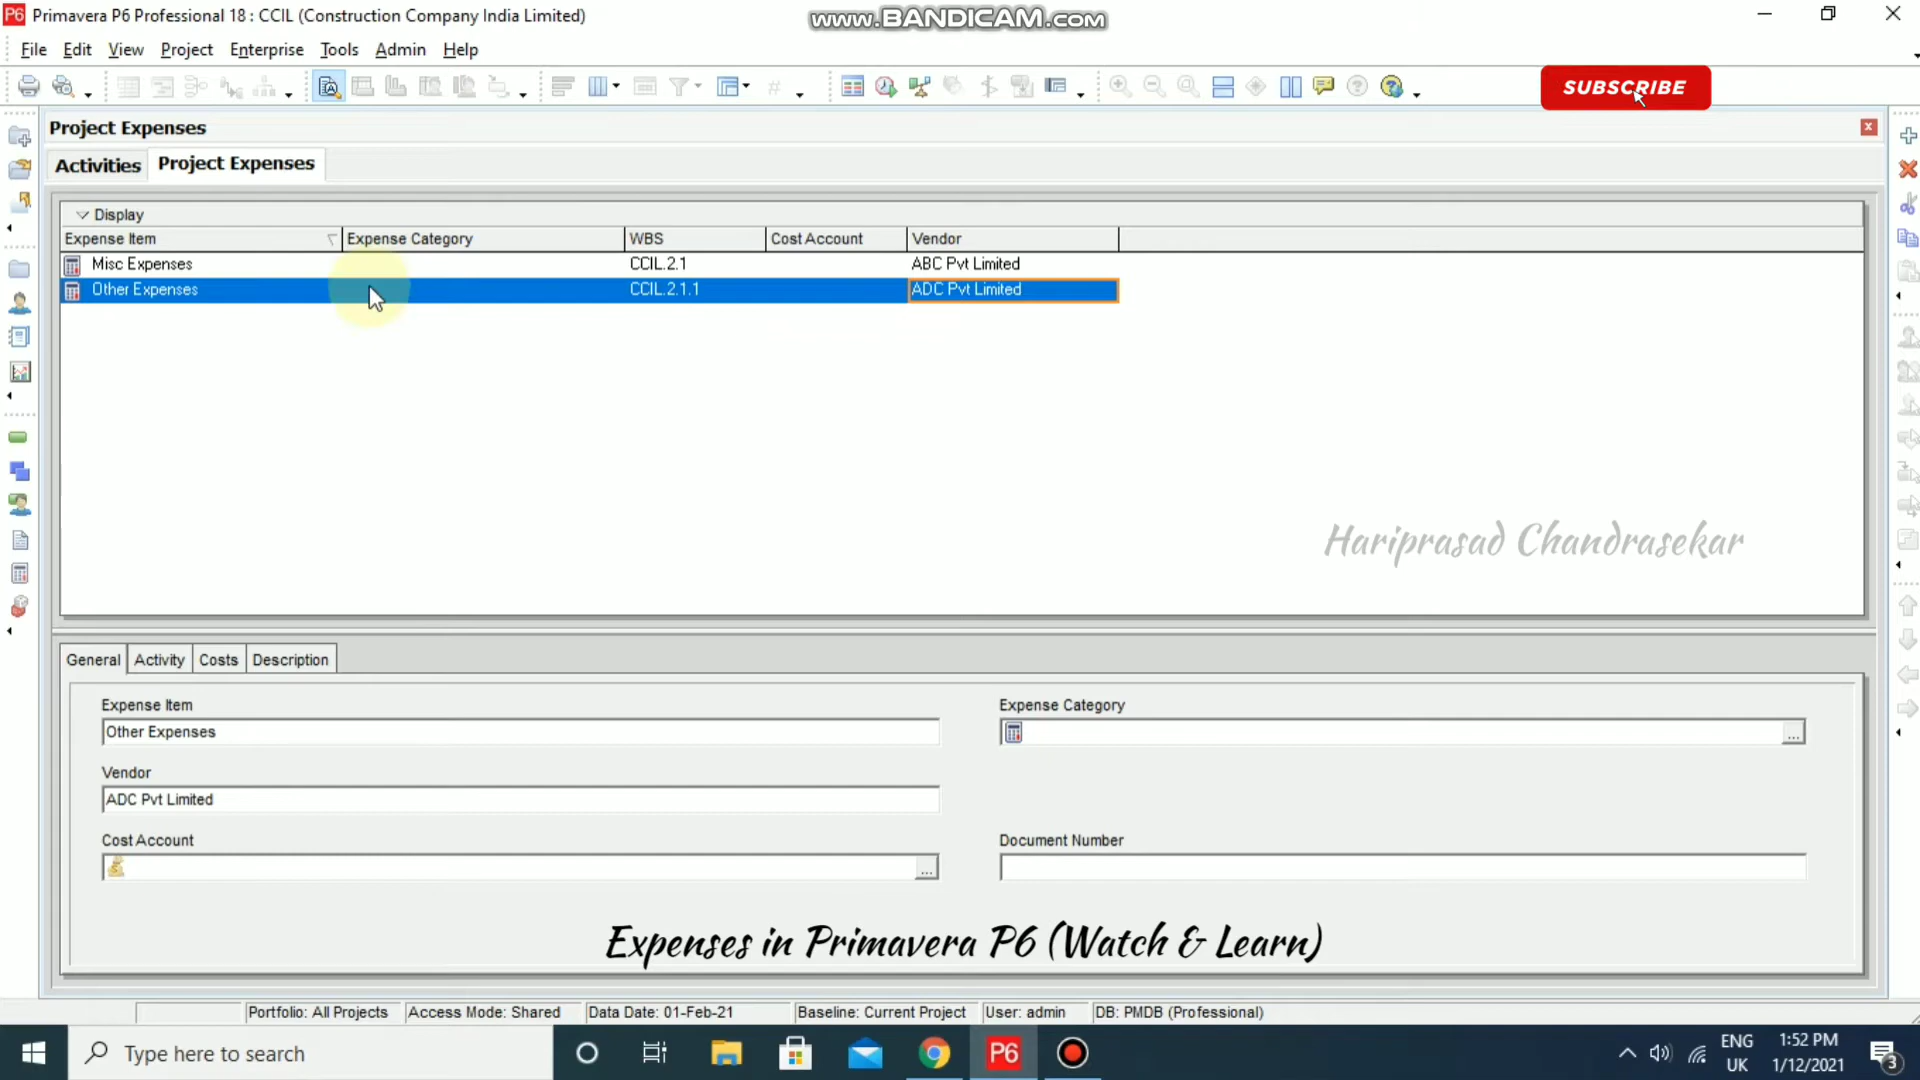 P6 Primavera P6 Professional 18 : CCIL (Construction Company India Limited)
www.BANDICAM.com
File Edit View Project Enterprise Tools Admin Help
SUBSCRIBE
Project Expenses
Activities Project Expenses
Display
Expense Item Expense Category WBS Cost Account Vendor
Misc Expenses CCIL.2.1 ABC Pvt Limited
Other Expenses CCIL.2.1.1 ADC Pvt Limited
Hariprasad Chandrasekar
General Activity Costs Description
Expense Item Expense Category
Other Expenses ...
Vendor
ADC Pvt Limited
Cost Account Document Number
...
Expenses in Primavera P6 (Watch & Learn)
Portfolio: All Projects Access Mode: Shared Data Date: 01-Feb-21 Baseline: Current Project User: admin DB: PMDB (Professional)
Type here to search P6 ENG 1:52 PM
UK 1/12/2021 3